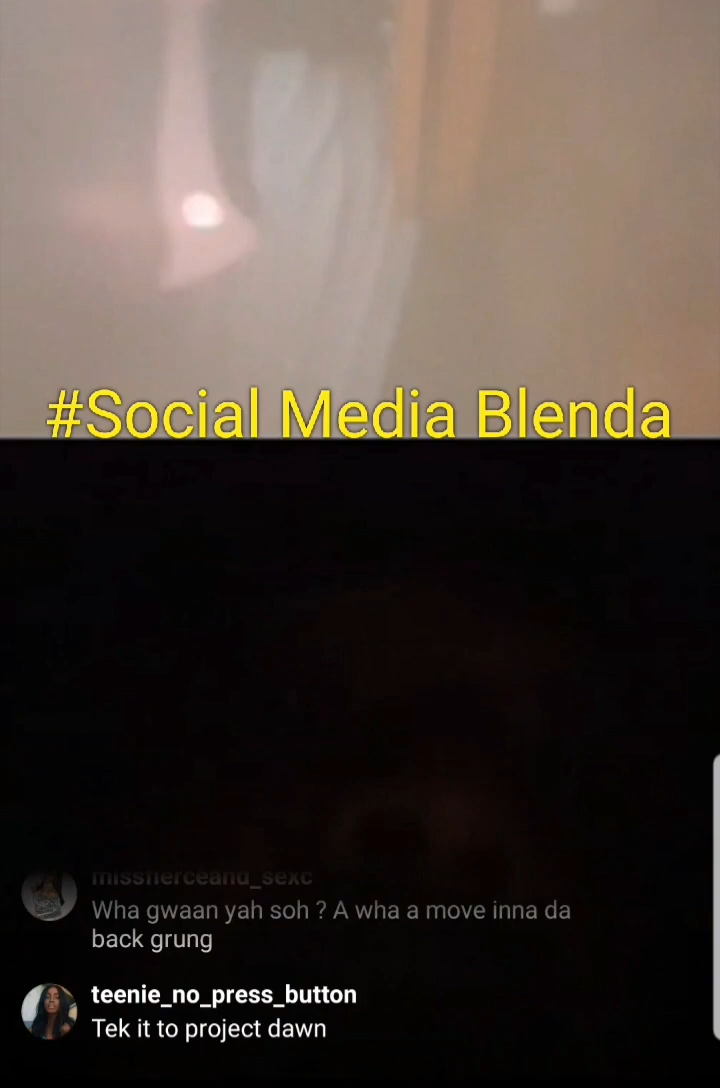 #Social Media Blenda
missfierceand_sexc
Wha gwaan yah soh ? A wha a move inna da
back grung
teenie_no_press_button
Tek it to project dawn